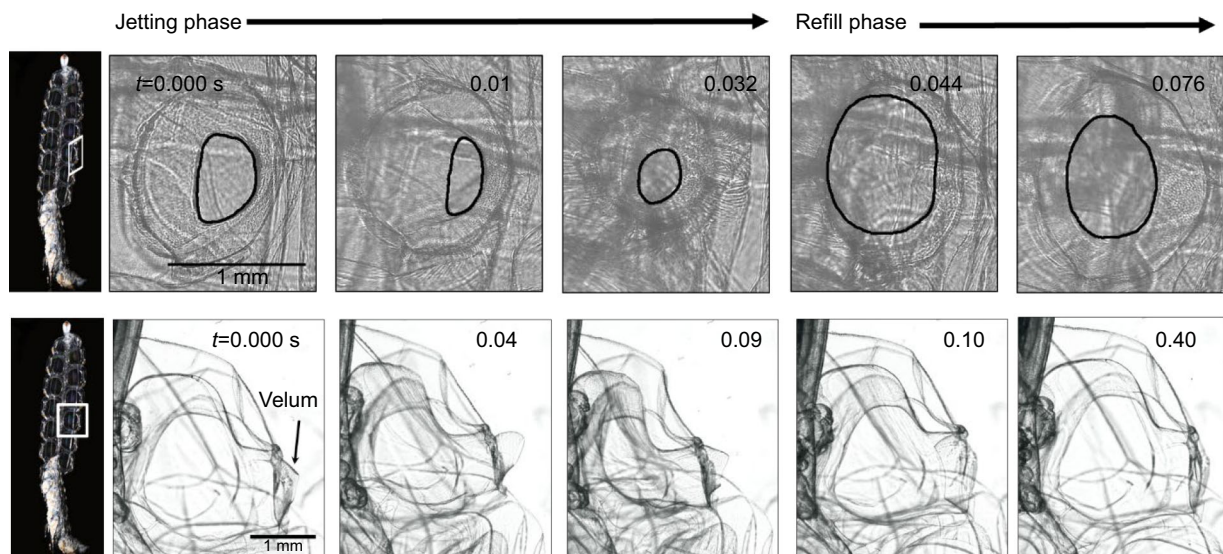 Jetting phase
Refill phase
t=0.000 s
0.01
0.032
0.044
0.076
1 mm
t=0.000 s
0.04
0.09
0.10
0.40
Velum
1 mm